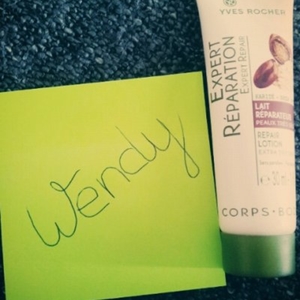 Wendy
YVES ROCHER
EXPERT
RÉPARATION
EXPERT REPAIR
LAIT
RÉPARATEUR
REPAIR
LOTION
CORPS•BO